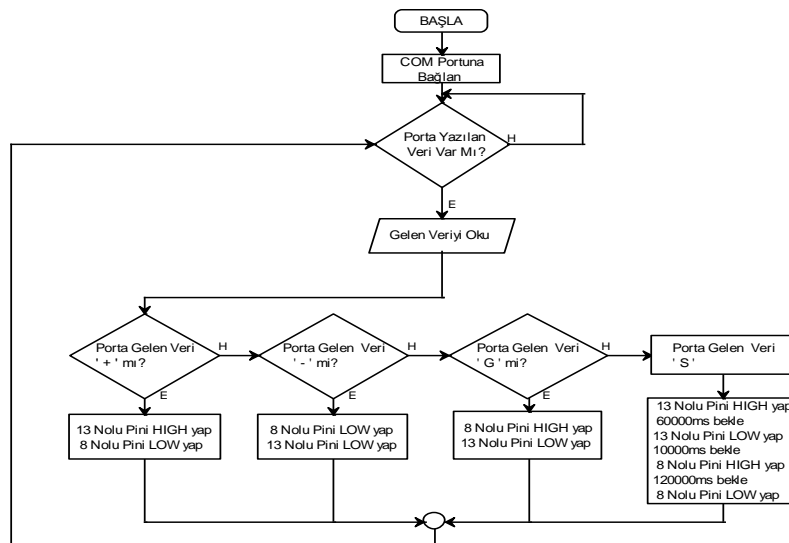 BAŞLA
COM Portuna
Bağlan
Porta Yazılan
Veri Var Mı?
H
E
Gelen Veriyi Oku
Porta Gelen Veri
' + ' mı?
H
E
Porta Gelen Veri
' - ' mi?
H
E
Porta Gelen Veri
' G ' mi?
H
E
Porta Gelen Veri
' S '
13 Nolu Pini HIGH yap
8 Nolu Pini LOW yap
8 Nolu Pini LOW yap
13 Nolu Pini LOW yap
8 Nolu Pini HIGH yap
13 Nolu Pini LOW yap
13 Nolu Pini HIGH yap
60000ms bekle
13 Nolu Pini LOW yap
10000ms bekle
8 Nolu Pini HIGH yap
120000ms bekle
8 Nolu Pini LOW yap